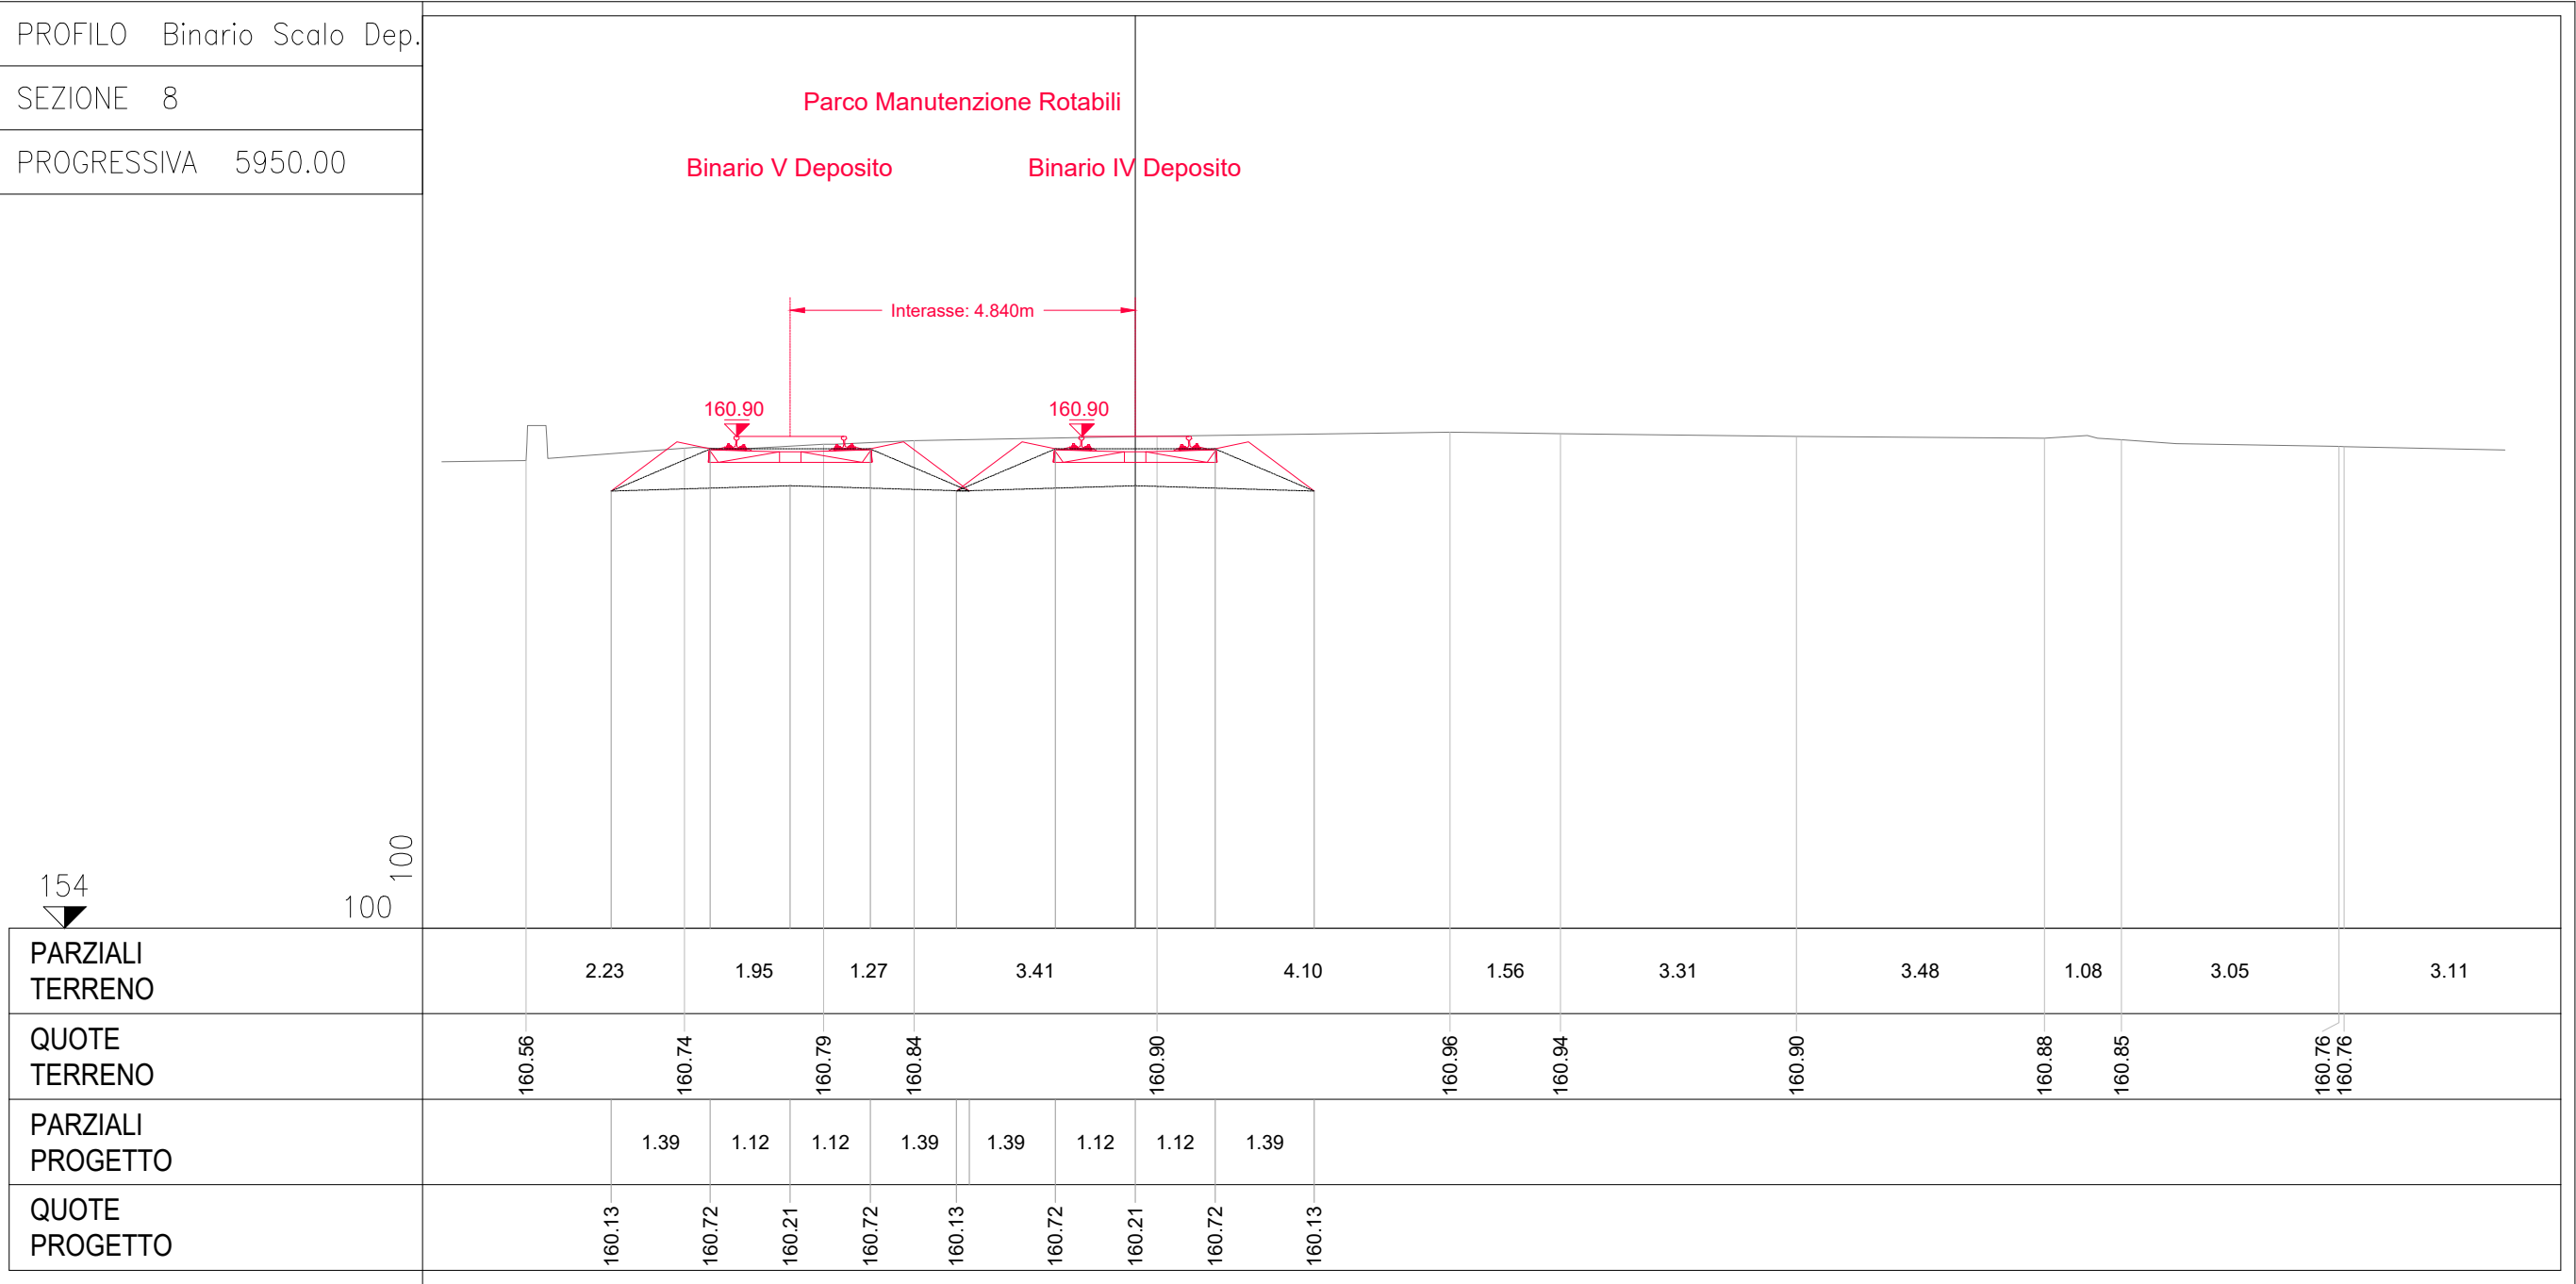 PROFILO Binario Scalo Dep.
SEZIONE 8
PROGRESSIVA 5950.00
Parco Manutenzione Rotabili
Binario V Deposito Binario IV Deposito
Interasse: 4.840m
160.90 160.90
100
154
100
PARZIALI
TERRENO
2.23 1.95 1.27 3.41 4.10 1.56 3.31 3.48 1.08 3.05 3.11
QUOTE
TERRENO
160.56 160.74 160.79 160.84 160.90 160.96 160.94 160.90 160.88 160.85 160.76 160.76
PARZIALI
PROGETTO
1.39 1.12 1.12 1.39 1.39 1.12 1.12 1.39
QUOTE
PROGETTO
160.13 160.72 160.21 160.72 160.13 160.72 160.21 160.72 160.13